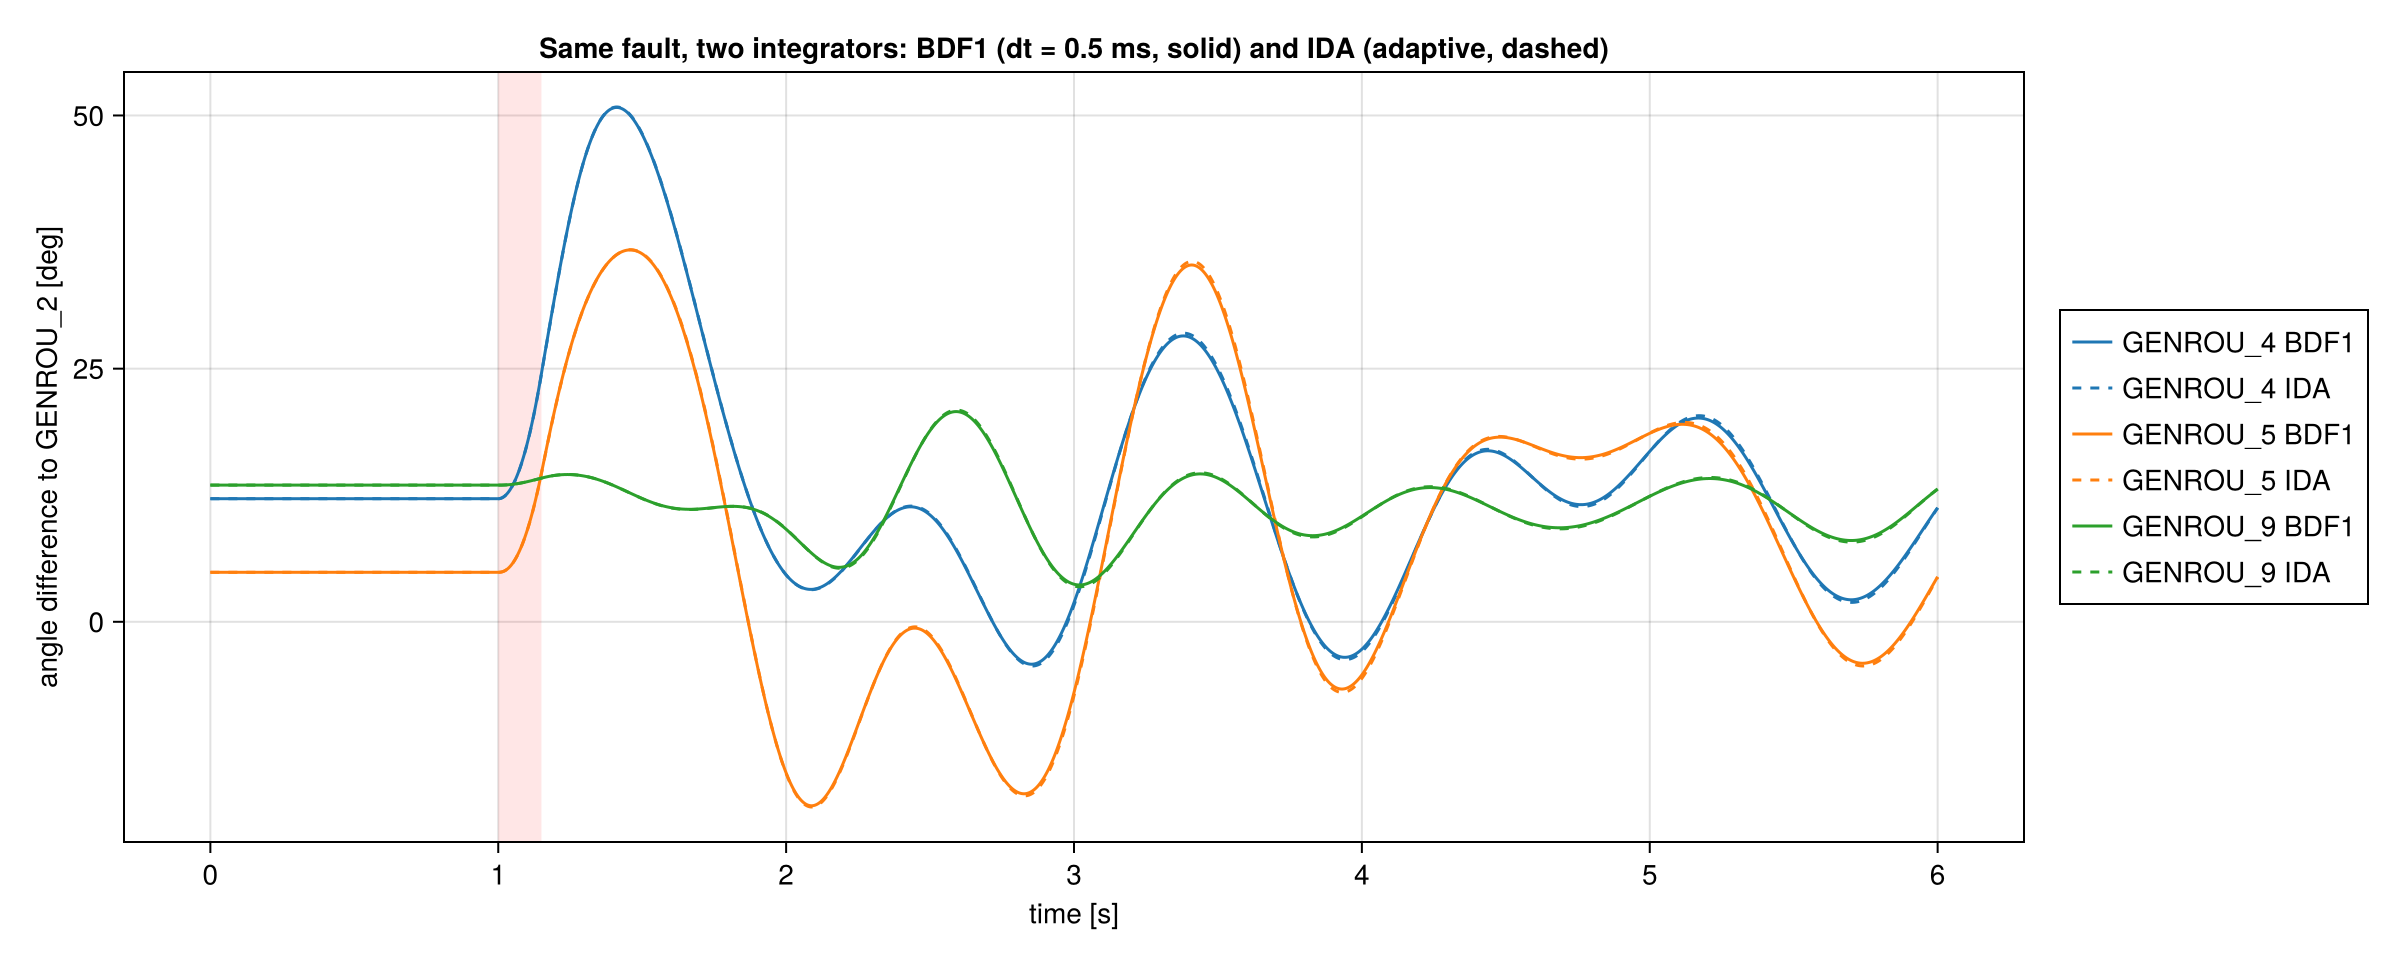 Same fault, two integrators: BDF1 (dt = 0.5 ms, solid) and IDA (adaptive, dashed)
angle difference to GENROU_2 [deg]
50
25
0
0 1 2 3 4 5 6
time [s]
GENROU_4 BDF1
GENROU_4 IDA
GENROU_5 BDF1
GENROU_5 IDA
GENROU_9 BDF1
GENROU_9 IDA